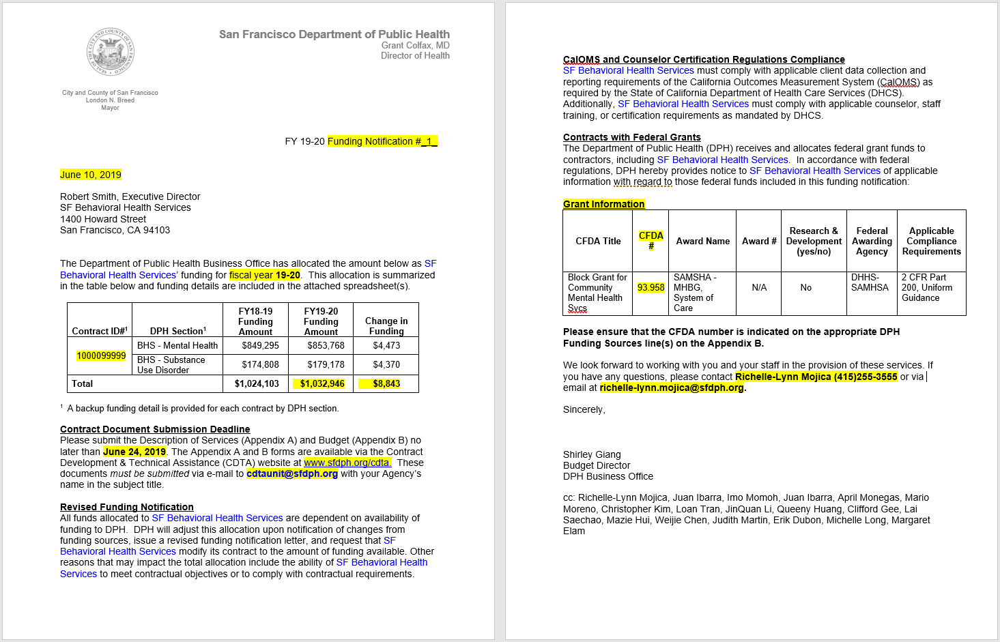 San Francisco Department of Public Health
Grant Colfax, MD
Director of Health
City and County of San Francisco
London N. Breed
Mayor
FY 19-20 Funding Notification #_1_
June 10, 2019
Robert Smith, Executive Director
SF Behavioral Health Services
1400 Howard Street
San Francisco, CA 94103
The Department of Public Health Business Office has allocated the amount below as SF
Behavioral Health Services' funding for fiscal year 19-20.  This allocation is summarized
in the table below and funding details are included in the attached spreadsheet(s).
Contract ID#¹ DPH Section¹ FY18-19 Funding Amount FY19-20 Funding Amount Change in Funding
1000099999 BHS - Mental Health $849,295 $853,768 $4,473
BHS - Substance Use Disorder $174,808 $179,178 $4,370
Total $1,024,103 $1,032,946 $8,843
¹ A backup funding detail is provided for each contract by DPH section.
Contract Document Submission Deadline
Please submit the Description of Services (Appendix A) and Budget (Appendix B) no
later than June 24, 2019. The Appendix A and B forms are available via the Contract
Development & Technical Assistance (CDTA) website at www.sfdph.org/cdta.  These
documents must be submitted via e-mail to cdtaunit@sfdph.org with your Agency's
name in the subject title.
Revised Funding Notification
All funds allocated to SF Behavioral Health Services are dependent on availability of
funding to DPH.  DPH will adjust this allocation upon notification of changes from
funding sources, issue a revised funding notification letter, and request that SF
Behavioral Health Services modify its contract to the amount of funding available. Other
reasons that may impact the total allocation include the ability of SF Behavioral Health
Services to meet contractual objectives or to comply with contractual requirements.
CalOMS and Counselor Certification Regulations Compliance
SF Behavioral Health Services must comply with applicable client data collection and
reporting requirements of the California Outcomes Measurement System (CalOMS) as
required by the State of California Department of Health Care Services (DHCS).
Additionally, SF Behavioral Health Services must comply with applicable counselor, staff
training, or certification requirements as mandated by DHCS.
Contracts with Federal Grants
The Department of Public Health (DPH) receives and allocates federal grant funds to
contractors, including SF Behavioral Health Services.  In accordance with federal
regulations, DPH hereby provides notice to SF Behavioral Health Services of applicable
information with regard to those federal funds included in this funding notification:
Grant Information
CFDA Title CFDA # Award Name Award # Research & Development (yes/no) Federal Awarding Agency Applicable Compliance Requirements
Block Grant for Community Mental Health Svcs 93.958 SAMSHA - MHBG, System of Care N/A No DHHS-SAMHSA 2 CFR Part 200, Uniform Guidance
Please ensure that the CFDA number is indicated on the appropriate DPH
Funding Sources line(s) on the Appendix B.
We look forward to working with you and your staff in the provision of these services. If
you have any questions, please contact Richelle-Lynn Mojica (415)255-3555 or via
email at richelle-lynn.mojica@sfdph.org.
Sincerely,
Shirley Giang
Budget Director
DPH Business Office
cc: Richelle-Lynn Mojica, Juan Ibarra, Imo Momoh, Juan Ibarra, April Monegas, Mario
Moreno, Christopher Kim, Loan Tran, JinQuan Li, Queeny Huang, Clifford Gee, Lai
Saechao, Mazie Hui, Weijie Chen, Judith Martin, Erik Dubon, Michelle Long, Margaret
Elam